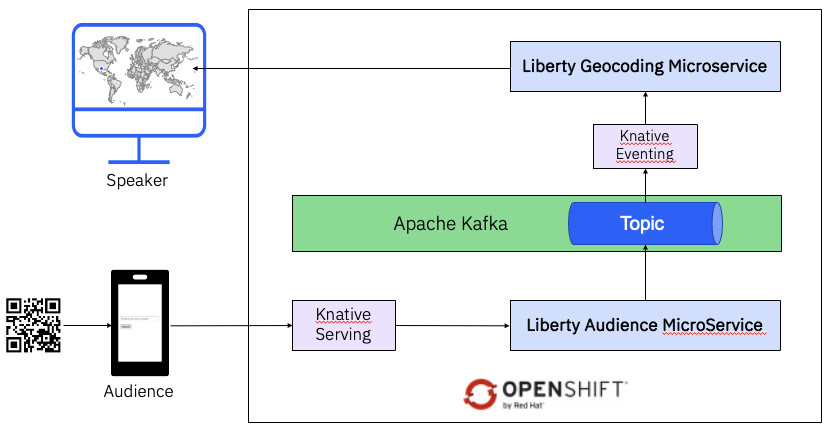 Liberty Geocoding Microservice
Knative
Eventing
Speaker
Apache Kafka
Topic
Knative
Serving
Liberty Audience MicroService
Audience
OPENSHIFT
by Red Hat